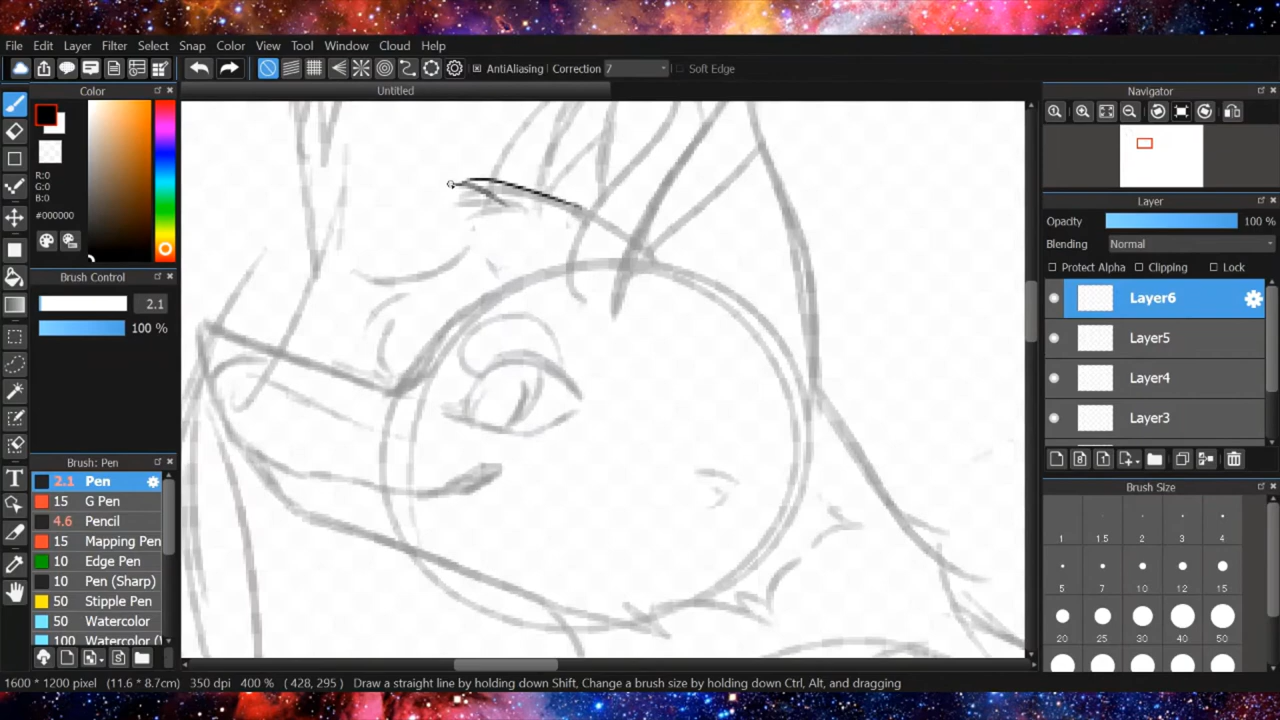 File Edit Layer Filter Select Snap Color View Tool Window Cloud Help
AntiAliasing Correction 7 Soft Edge
Color
Untitled
Navigator
R:0
G:0
B:0
#000000
Layer
Opacity 100 %
Blending Normal
Protect Alpha Clipping Lock
Brush Control
2.1
100 %
Layer6
Layer5
Layer4
Layer3
Brush: Pen
2.1 Pen
15 G Pen
4.6 Pencil
15 Mapping Pen
10 Edge Pen
10 Pen (Sharp)
50 Stipple Pen
50 Watercolor
100 Watercolor (
Brush Size
1 1.5 2 3 4
5 7 10 12 15
20 25 30 40 50
1600 * 1200 pixel (11.6 * 8.7cm) 350 dpi 400 % ( 428, 295 ) Draw a straight line by holding down Shift, Change a brush size by holding down Ctrl, Alt, and dragging